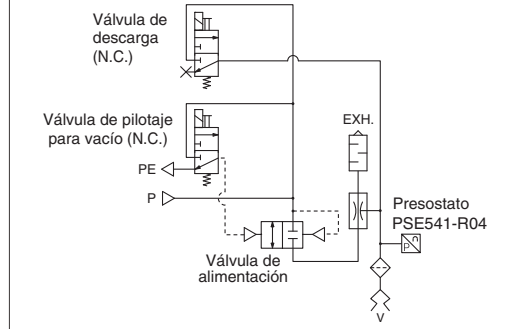 Válvula de
descarga
(N.C.)
Válvula de pilotaje
para vacío (N.C.)
EXH.
PE
P
Presostato
PSE541-R04
P
Válvula de
alimentación
V